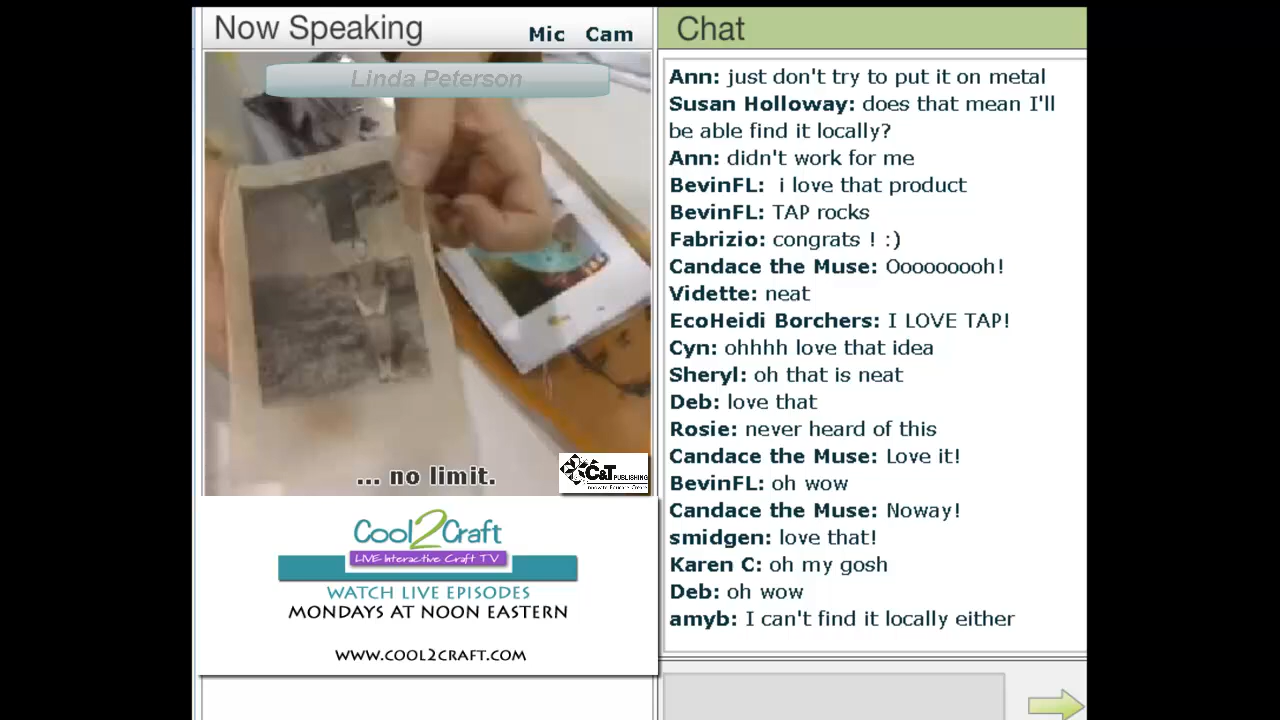 Now Speaking
Mic Cam
Linda Peterson
... no limit.
C&T PUBLISHING
Cool2Craft
LIVE Interactive Craft TV
WATCH LIVE EPISODES
MONDAYS AT NOON EASTERN
WWW.COOL2CRAFT.COM
Chat
Ann: just don't try to put it on metal
Susan Holloway: does that mean I'll
be able find it locally?
Ann: didn't work for me
BevinFL: i love that product
BevinFL: TAP rocks
Fabrizio: congrats ! :)
Candace the Muse: Ooooooooh!
Vidette: neat
EcoHeidi Borchers: I LOVE TAP!
Cyn: ohhhh love that idea
Sheryl: oh that is neat
Deb: love that
Rosie: never heard of this
Candace the Muse: Love it!
BevinFL: oh wow
Candace the Muse: Noway!
smidgen: love that!
Karen C: oh my gosh
Deb: oh wow
amyb: I can't find it locally either